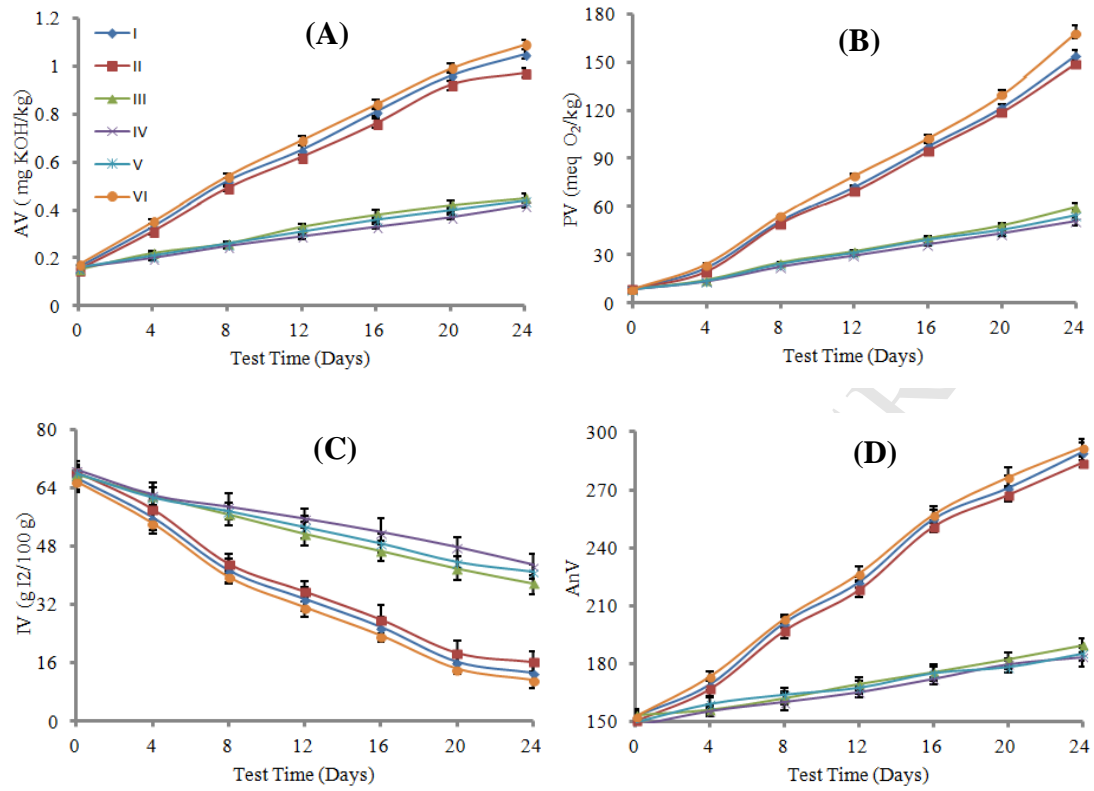 (A)
AV ( mg KOH/kg)
1.2
1
0.8
0.6
0.4
0.2
0
I
II
III
IV
V
VI
0 4 8 12 16 20 24
Test Time (Days)
(B)
PV (meq O₂/kg)
180
150
120
90
60
30
0
0 4 8 12 16 20 24
Test Time (Days)
(C)
IV (g I2/100 g)
80
64
48
32
16
0
0 4 8 12 16 20 24
Test Time (Days)
(D)
AnV
300
270
240
210
180
150
0 4 8 12 16 20 24
Test Time (Days)